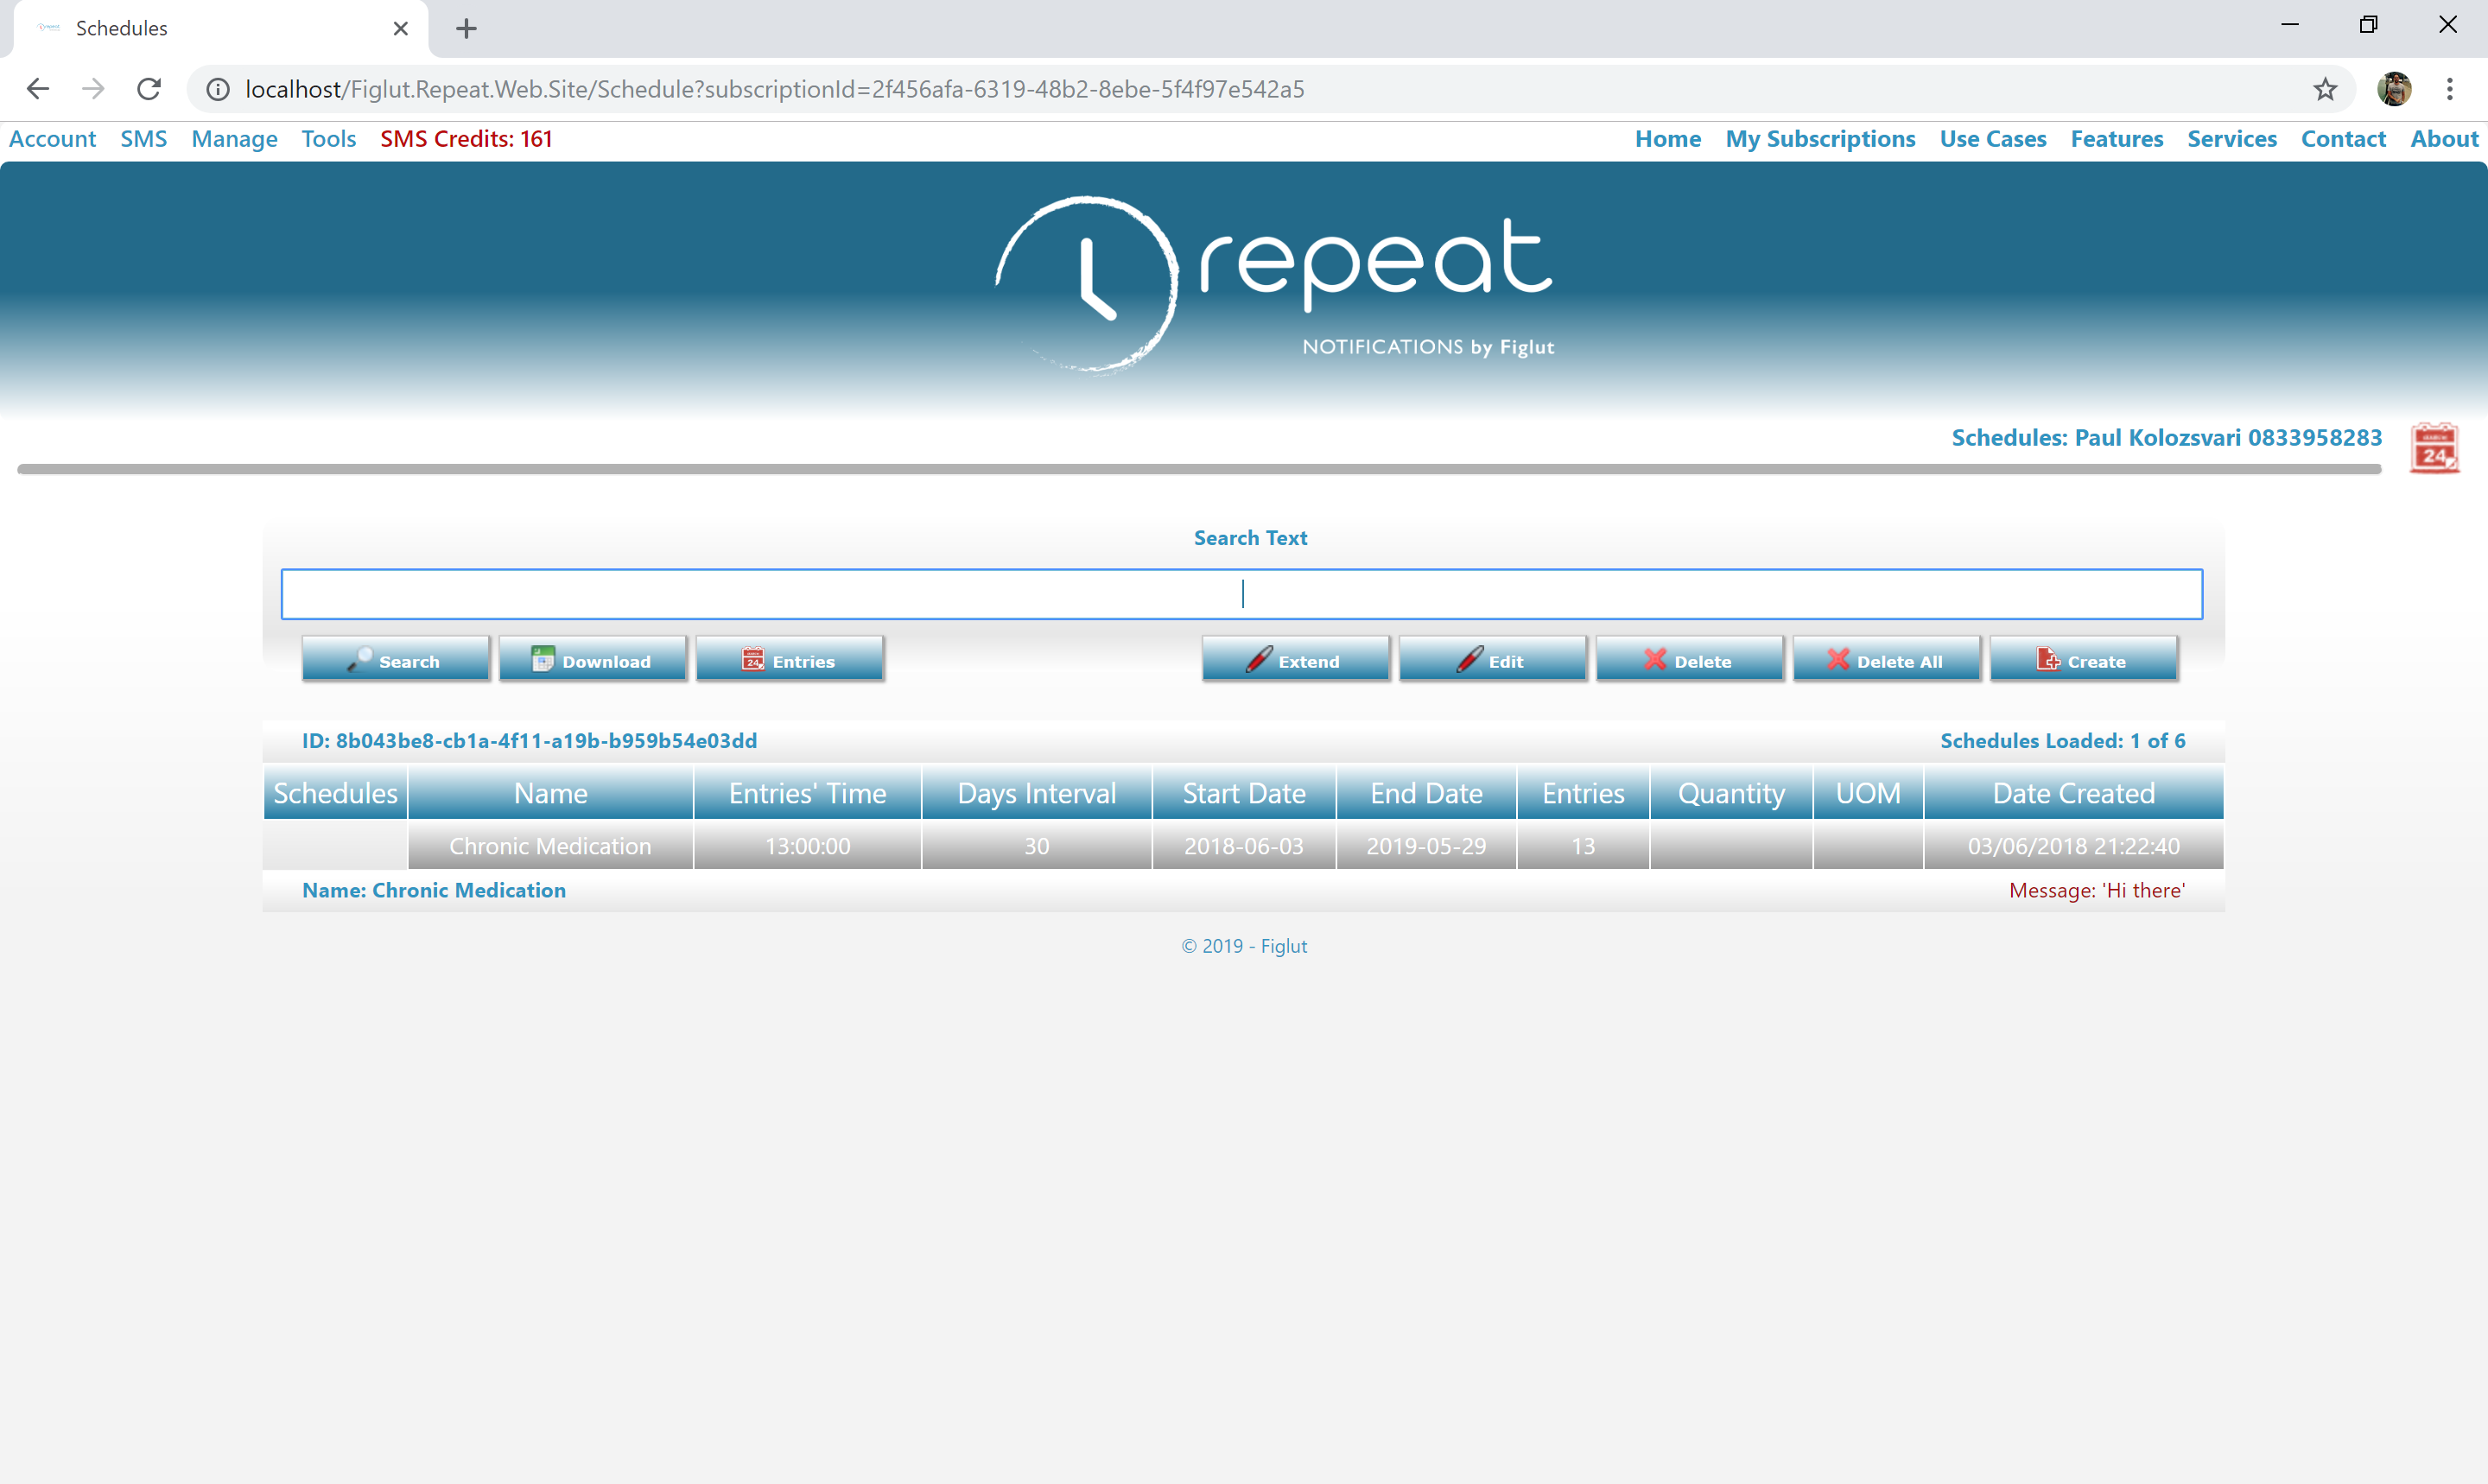 Schedules
localhost/Figlut.Repeat.Web.Site/Schedule?subscriptionId=2f456afa-6319-48b2-8ebe-5f4f97e542a5
Account SMS Manage Tools SMS Credits: 161 Home My Subscriptions Use Cases Features Services Contact About
repeat
NOTIFICATIONS by Figlut
Schedules: Paul Kolozsvari 0833958283
24
Search Text
Search Download Entries Extend Edit Delete Delete All Create
ID: 8b043be8-cb1a-4f11-a19b-b959b54e03dd Schedules Loaded: 1 of 6
Schedules Name Entries' Time Days Interval Start Date End Date Entries Quantity UOM Date Created
Chronic Medication 13:00:00 30 2018-06-03 2019-05-29 13 03/06/2018 21:22:40
Name: Chronic Medication Message: 'Hi there'
© 2019 - Figlut